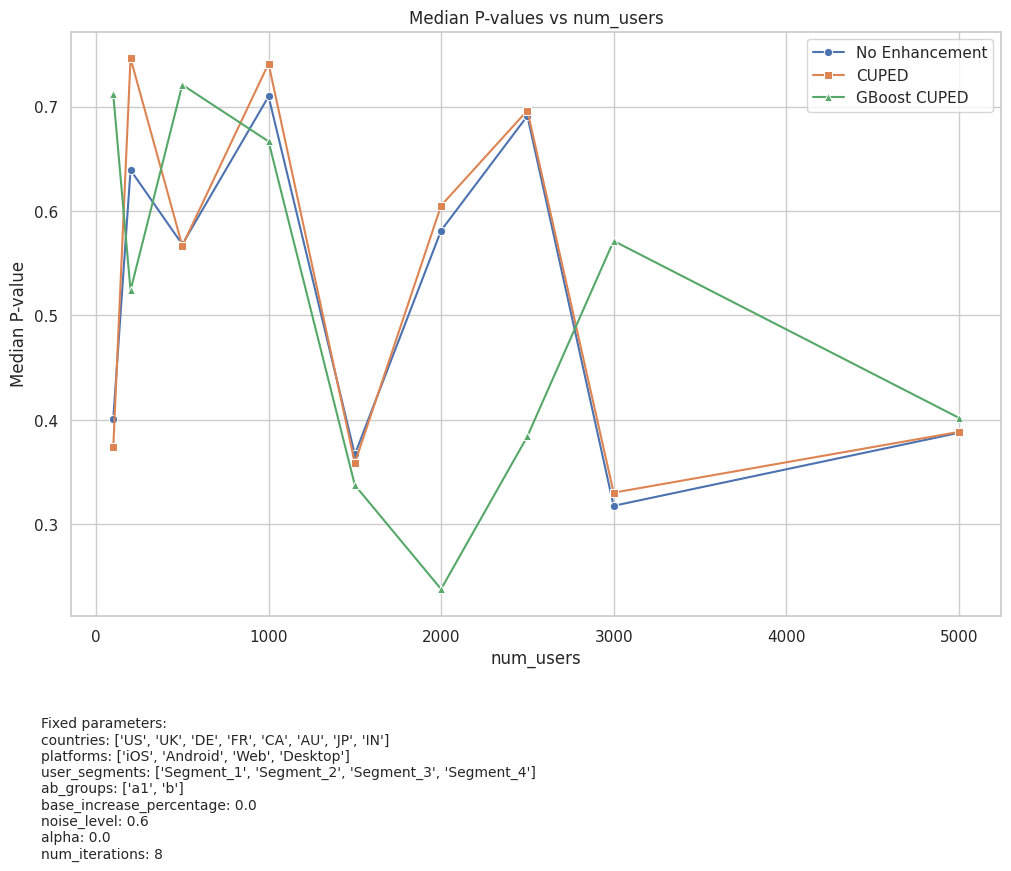 Median P-values vs num_users
No Enhancement
CUPED
GBoost CUPED
Median P-value
0.7
0.6
0.5
0.4
0.3
0
1000
2000
3000
4000
5000
num_users
Fixed parameters:
countries: ['US', 'UK', 'DE', 'FR', 'CA', 'AU', 'JP', 'IN']
platforms: ['iOS', 'Android', 'Web', 'Desktop']
user_segments: ['Segment_1', 'Segment_2', 'Segment_3', 'Segment_4']
ab_groups: ['a1', 'b']
base_increase_percentage: 0.0
noise_level: 0.6
alpha: 0.0
num_iterations: 8